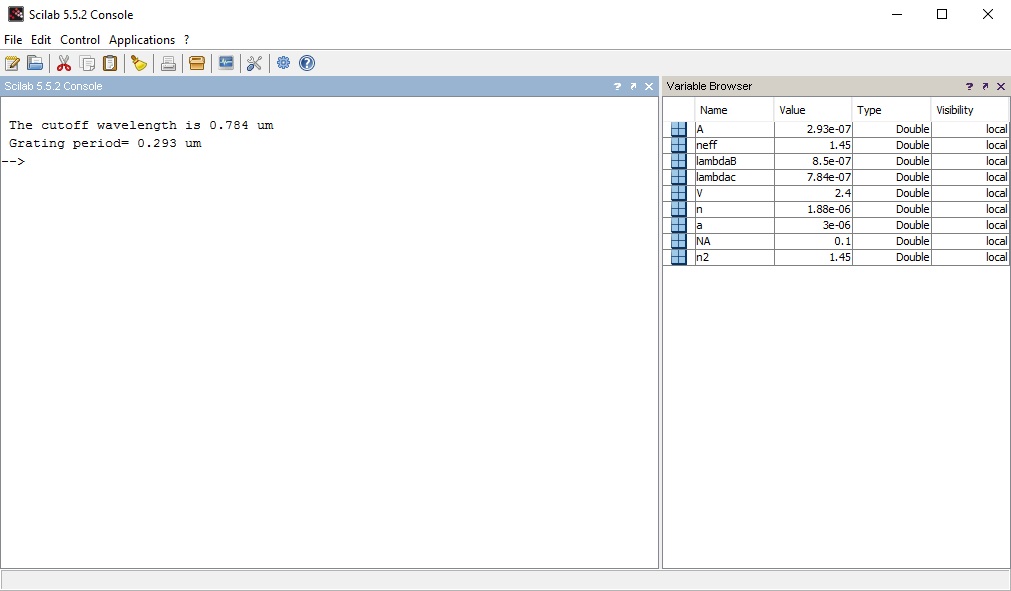 Scilab 5.5.2 Console
File Edit Control Applications ?
Scilab 5.5.2 Console
The cutoff wavelength is 0.784 um
Grating period= 0.293 um
-->
Variable Browser
Name Value Type Visibility
A 2.93e-07 Double local
neff 1.45 Double local
lambdaB 8.5e-07 Double local
lambdac 7.84e-07 Double local
V 2.4 Double local
n 1.88e-06 Double local
a 3e-06 Double local
NA 0.1 Double local
n2 1.45 Double local